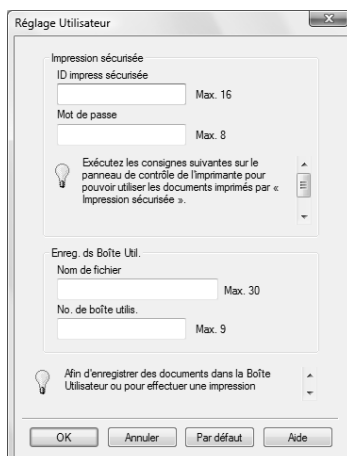 Réglage Utilisateur
Impression sécurisée
ID impress sécurisée
Max. 16
Mot de passe
Max. 8
Exécutez les consignes suivantes sur le
panneau de contrôle de l'imprimante pour
pouvoir utiliser les documents imprimés par «
Impression sécurisée ».
Enreg. ds Boîte Util.
Nom de fichier
Max. 30
No. de boîte utilis.
Max. 9
Afin d'enregistrer des documents dans la Boîte
Utilisateur ou pour effectuer une impression
OK Annuler Par défaut Aide